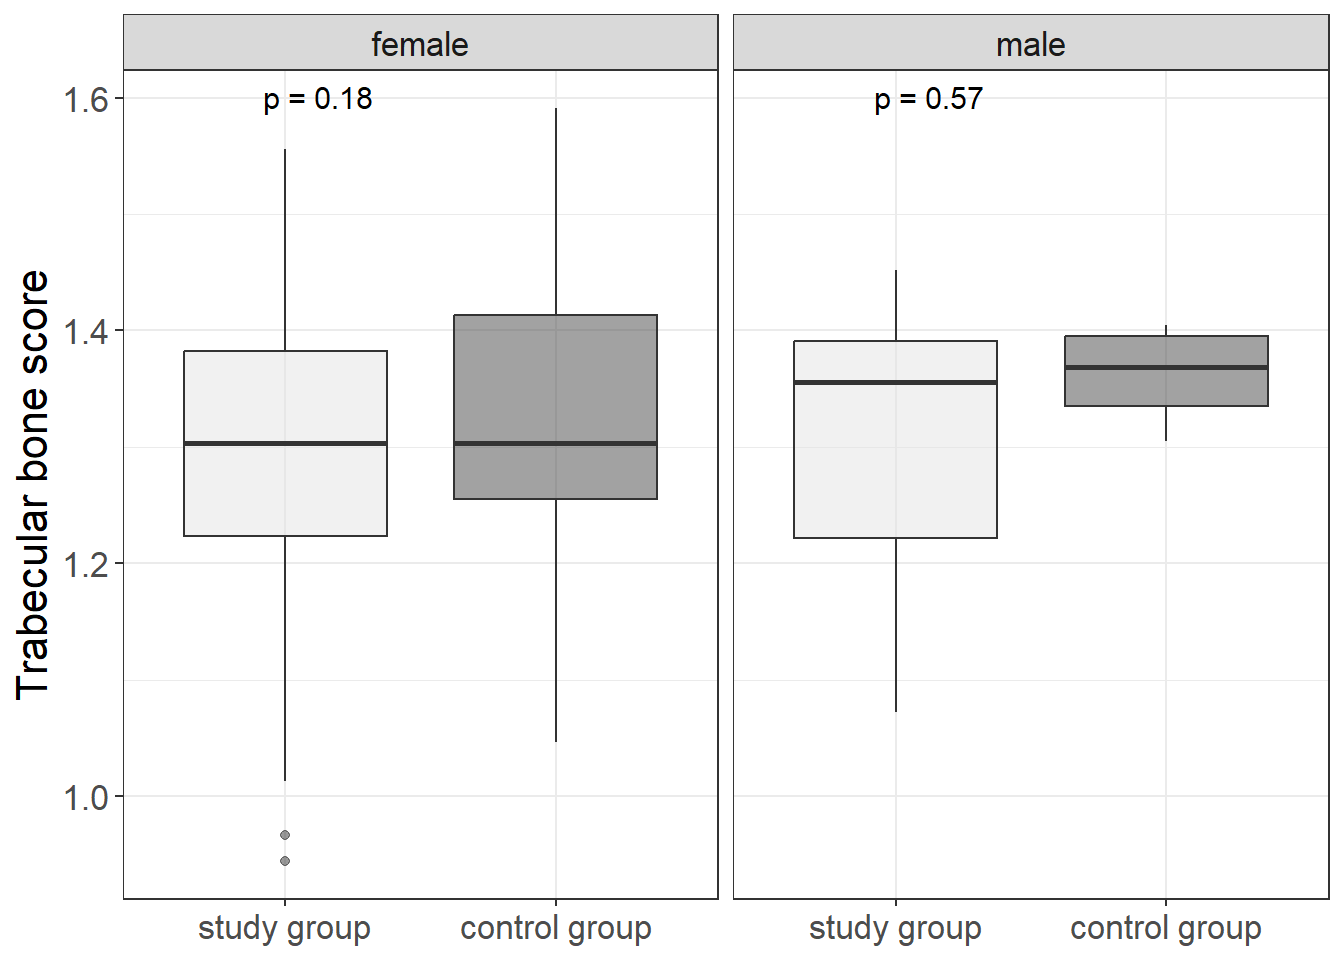 female
male
p = 0.18
p = 0.57
1.6
1.4
1.2
1.0
Trabecular bone score
study group
control group
study group
control group